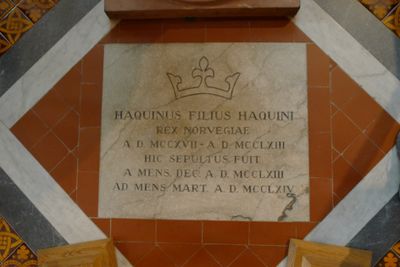 HAQUINUS FILIUS HAQUINI
REX NORVEGIAE
A D. MCCXVII - A D. MCCLXIII
HIC SEPULTUS FUIT
A MENS. DEC. A D. MCCLXIII
AD MENS. MART. A. D. MCCLXIV